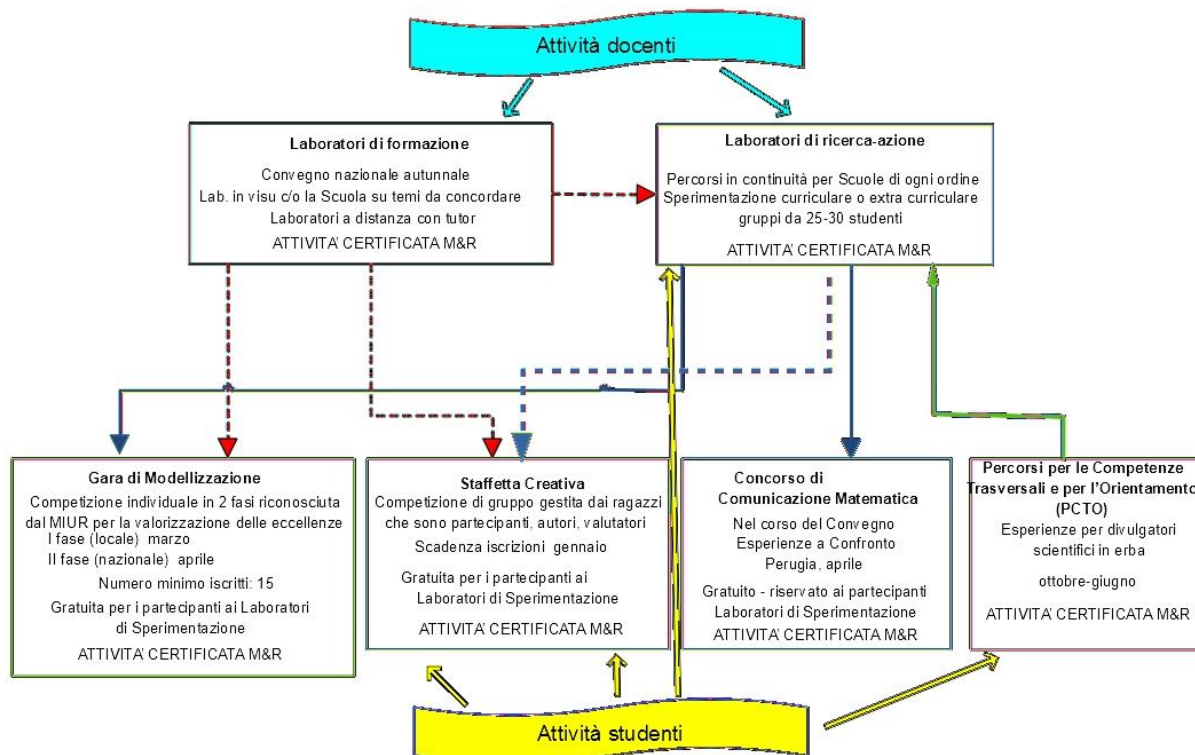 Attività docenti
Laboratori di formazione
Convegno nazionale autunnale
Lab. in visu c/o la Scuola su temi da concordare
Laboratori a distanza con tutor
ATTIVITA' CERTIFICATA M&R
Laboratori di ricerca-azione
Percorsi in continuità per Scuole di ogni ordine
Sperimentazione curriculare o extra curriculare
gruppi da 25-30 studenti
ATTIVITA' CERTIFICATA M&R
Gara di Modellizzazione
Competizione individuale in 2 fasi riconosciuta
dal MIUR per la valorizzazione delle eccellenze
I fase (locale) marzo
II fase (nazionale) aprile
Numero minimo iscritti: 15
Gratuita per i partecipanti ai Laboratori
di Sperimentazione
ATTIVITA' CERTIFICATA M&R
Staffetta Creativa
Competizione di gruppo gestita dai ragazzi
che sono partecipanti, autori, valutatori
Scadenza iscrizioni gennaio
Gratuita per i partecipanti ai
Laboratori di Sperimentazione
ATTIVITA' CERTIFICATA M&R
Concorso di
Comunicazione Matematica
Nel corso del Convegno
Esperienze a Confronto
Perugia, aprile
Gratuito - riservato ai partecipanti
Laboratori di Sperimentazione
ATTIVITA' CERTIFICATA M&R
Percorsi per le Competenze
Trasversali e per l'Orientamento
(PCTO)
Esperienze per divulgatori
scientifici in erba
ottobre-giugno
ATTIVITA' CERTIFICATA M&R
Attività studenti